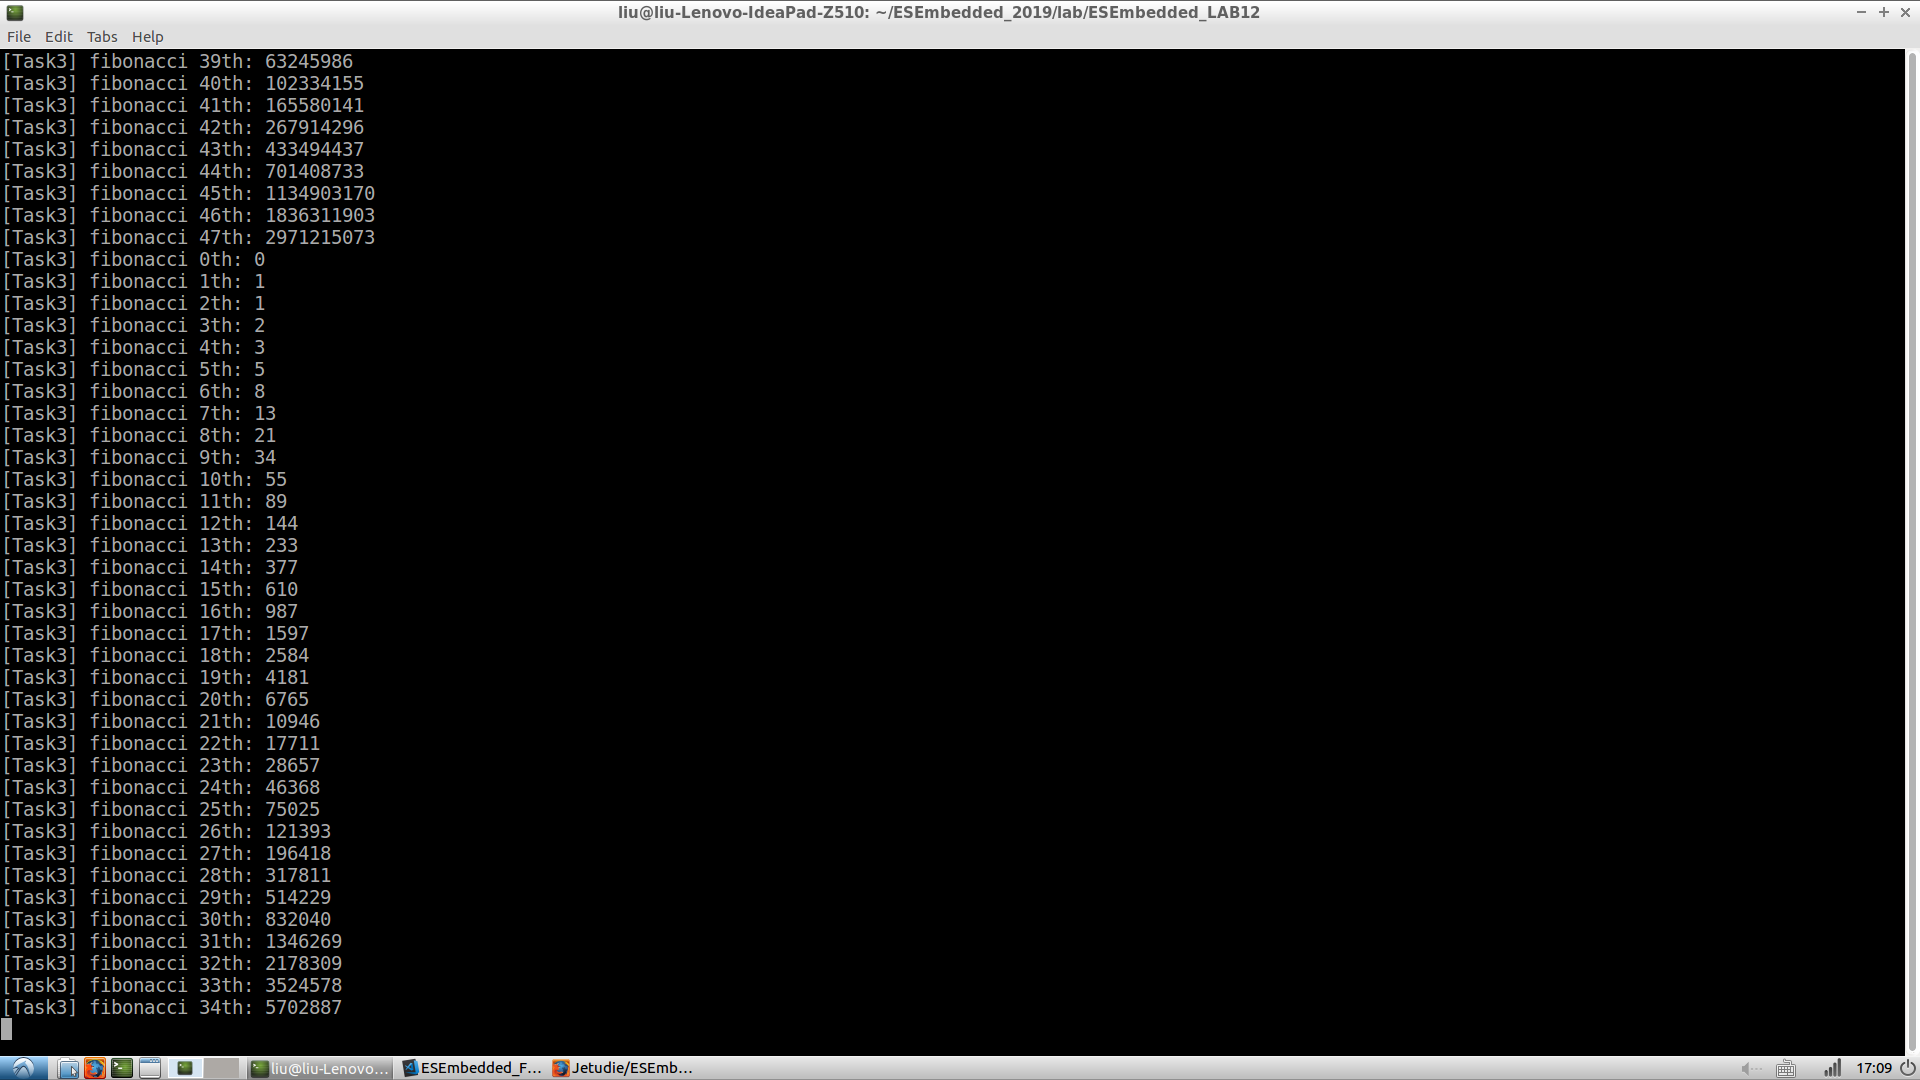 liu@liu-Lenovo-IdeaPad-Z510: ~/ESEmbedded_2019/lab/ESEmbedded_LAB12
File Edit Tabs Help
[Task3] fibonacci 39th: 63245986
[Task3] fibonacci 40th: 102334155
[Task3] fibonacci 41th: 165580141
[Task3] fibonacci 42th: 267914296
[Task3] fibonacci 43th: 433494437
[Task3] fibonacci 44th: 701408733
[Task3] fibonacci 45th: 1134903170
[Task3] fibonacci 46th: 1836311903
[Task3] fibonacci 47th: 2971215073
[Task3] fibonacci 0th: 0
[Task3] fibonacci 1th: 1
[Task3] fibonacci 2th: 1
[Task3] fibonacci 3th: 2
[Task3] fibonacci 4th: 3
[Task3] fibonacci 5th: 5
[Task3] fibonacci 6th: 8
[Task3] fibonacci 7th: 13
[Task3] fibonacci 8th: 21
[Task3] fibonacci 9th: 34
[Task3] fibonacci 10th: 55
[Task3] fibonacci 11th: 89
[Task3] fibonacci 12th: 144
[Task3] fibonacci 13th: 233
[Task3] fibonacci 14th: 377
[Task3] fibonacci 15th: 610
[Task3] fibonacci 16th: 987
[Task3] fibonacci 17th: 1597
[Task3] fibonacci 18th: 2584
[Task3] fibonacci 19th: 4181
[Task3] fibonacci 20th: 6765
[Task3] fibonacci 21th: 10946
[Task3] fibonacci 22th: 17711
[Task3] fibonacci 23th: 28657
[Task3] fibonacci 24th: 46368
[Task3] fibonacci 25th: 75025
[Task3] fibonacci 26th: 121393
[Task3] fibonacci 27th: 196418
[Task3] fibonacci 28th: 317811
[Task3] fibonacci 29th: 514229
[Task3] fibonacci 30th: 832040
[Task3] fibonacci 31th: 1346269
[Task3] fibonacci 32th: 2178309
[Task3] fibonacci 33th: 3524578
[Task3] fibonacci 34th: 5702887
liu@liu-Lenovo... ESEmbedded_F... Jetudie/ESEmb... 17:09